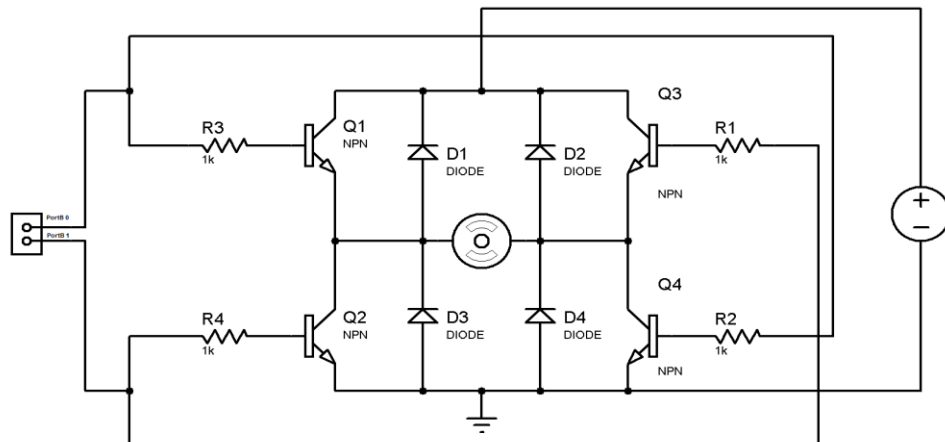 Q3
R3
1k
Q1
NPN
D1
DIODE
D2
DIODE
R1
1k
NPN
PortB 0
PortB 1
+
−
R4
1k
Q2
NPN
D3
DIODE
D4
DIODE
Q4
R2
1k
NPN